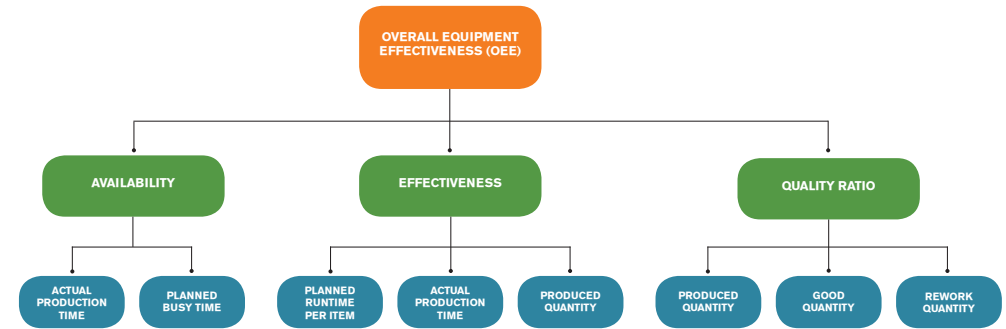 OVERALL EQUIPMENT
EFFECTIVENESS (OEE)
AVAILABILITY
EFFECTIVENESS
QUALITY RATIO
ACTUAL
PRODUCTION
TIME
PLANNED
BUSY TIME
PLANNED
RUNTIME
PER ITEM
ACTUAL
PRODUCTION
TIME
PRODUCED
QUANTITY
PRODUCED
QUANTITY
GOOD
QUANTITY
REWORK
QUANTITY